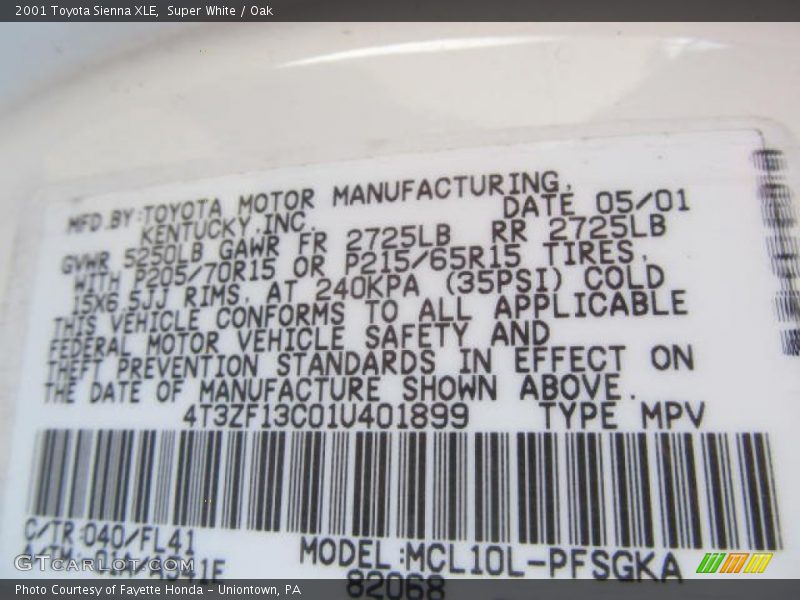 2001 Toyota Sienna XLE,  Super White / Oak
MFD.BY:TOYOTA MOTOR MANUFACTURING,
KENTUCKY,INC. DATE 05/01
GVWR 5250LB GAWR FR 2725LB RR 2725LB
WITH P205/70R15 OR P215/65R15 TIRES,
15X6.5JJ RIMS, AT 240KPA (35PSI) COLD
THIS VEHICLE CONFORMS TO ALL APPLICABLE
FEDERAL MOTOR VEHICLE SAFETY AND
THEFT PREVENTION STANDARDS IN EFFECT ON
THE DATE OF MANUFACTURE SHOWN ABOVE.
4T3ZF13C01U401899 TYPE MPV
C/TR:040/FL41
MODEL:MCL10L-PFSGKA
GTcarlot.com
82068
Photo Courtesy of Fayette Honda - Uniontown, PA